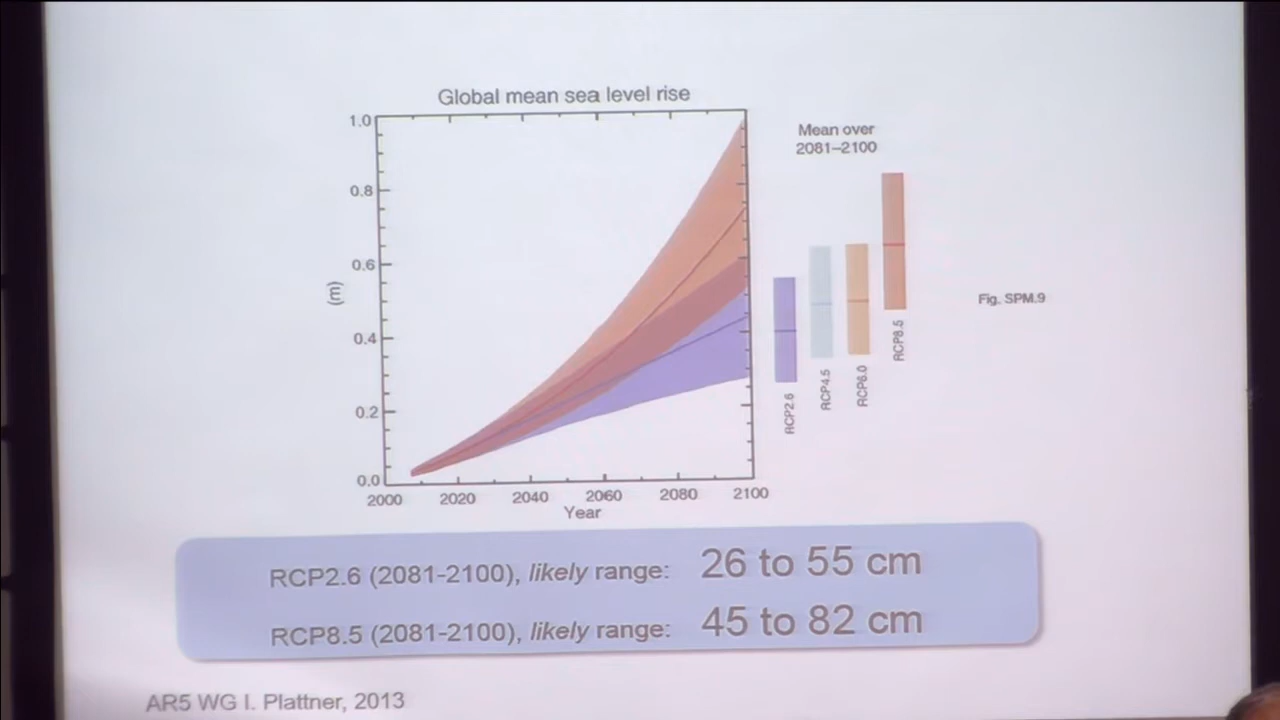 Global mean sea level rise
1.0
0.8
0.6
0.4
0.2
0.0
(m)
2000 2020 2040 2060 2080 2100
Year
Mean over
2081–2100
RCP2.6
RCP4.5
RCP6.0
RCP8.5
Fig. SPM.9
RCP2.6 (2081-2100), likely range: 26 to 55 cm
RCP8.5 (2081-2100), likely range: 45 to 82 cm
AR5 WG I. Plattner, 2013